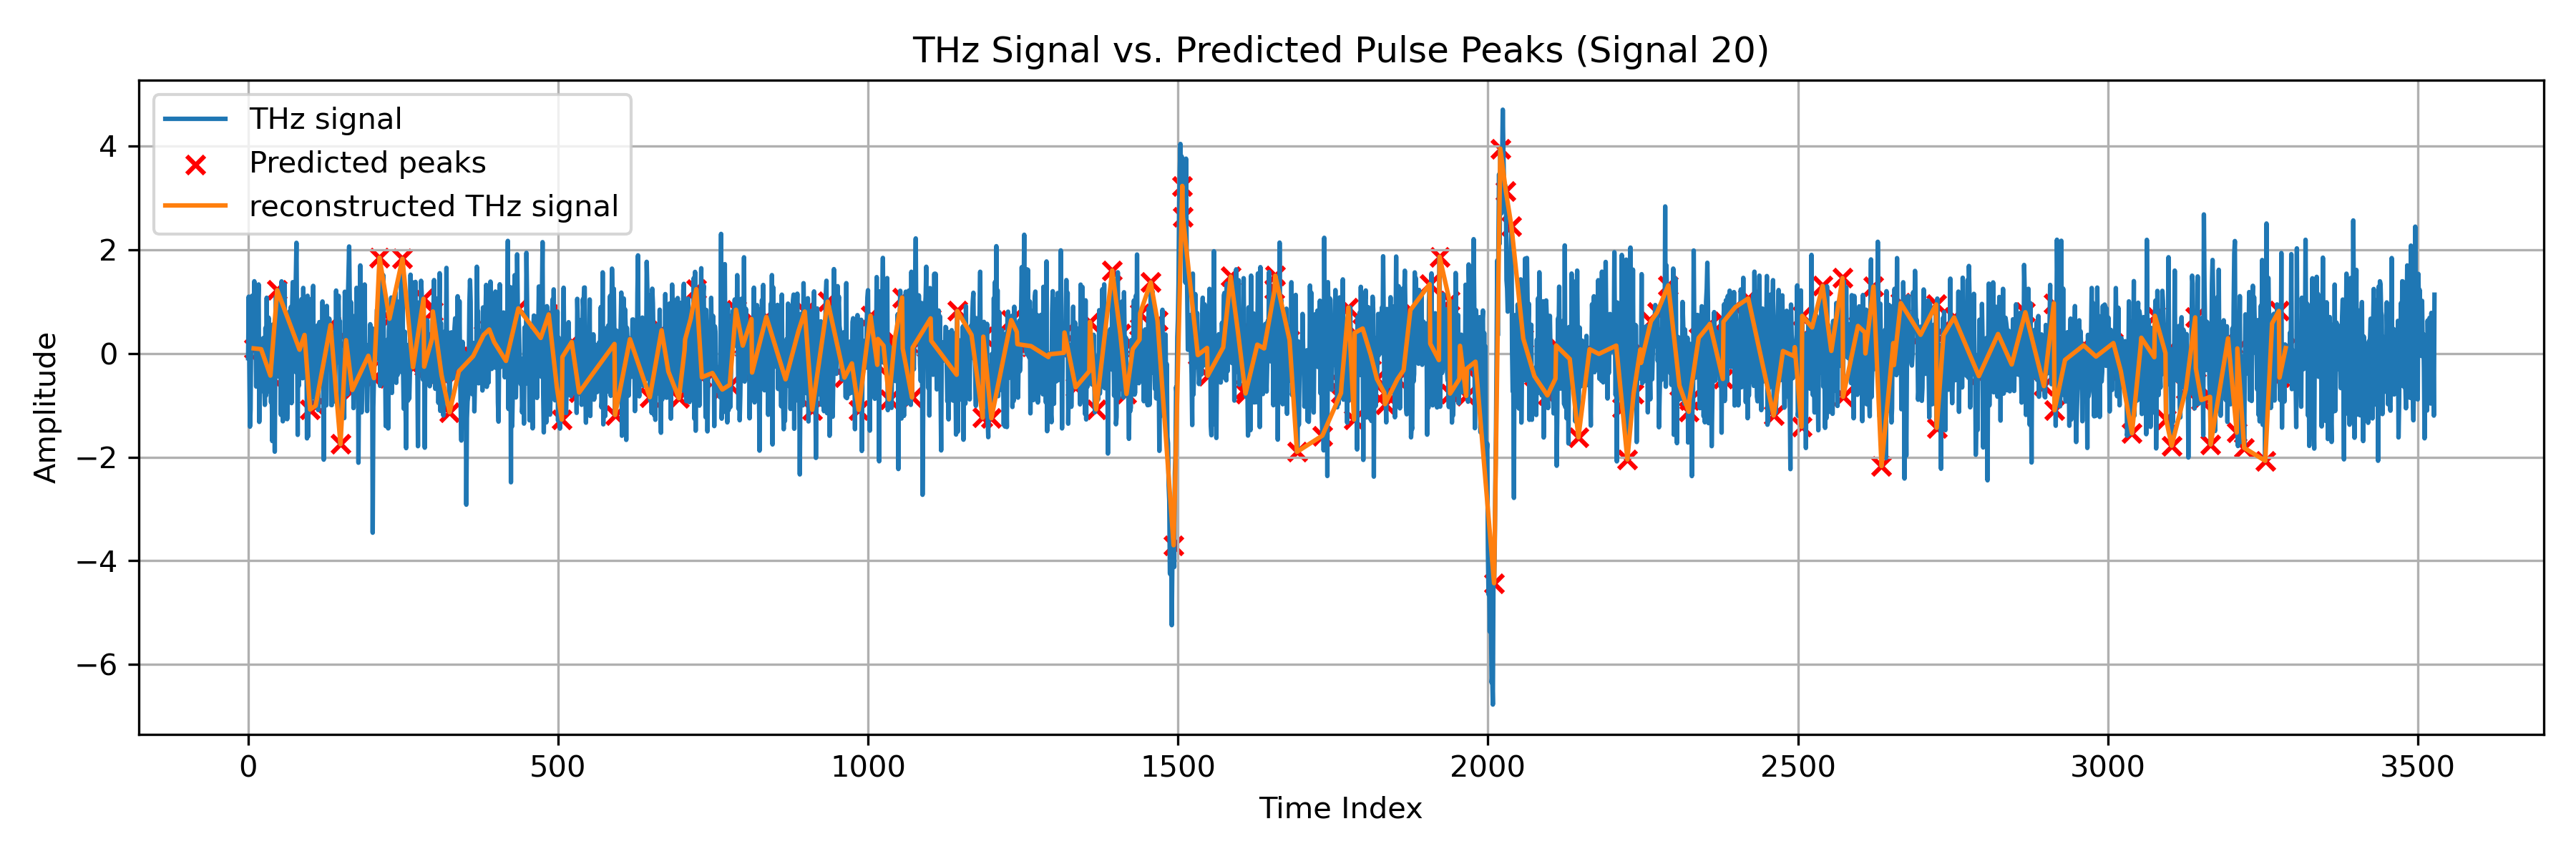 THz Signal vs. Predicted Pulse Peaks (Signal 20)
THz signal
Predicted peaks
reconstructed THz signal
Amplitude
4
2
0
−2
−4
−6
0 500 1000 1500 2000 2500 3000 3500
Time Index